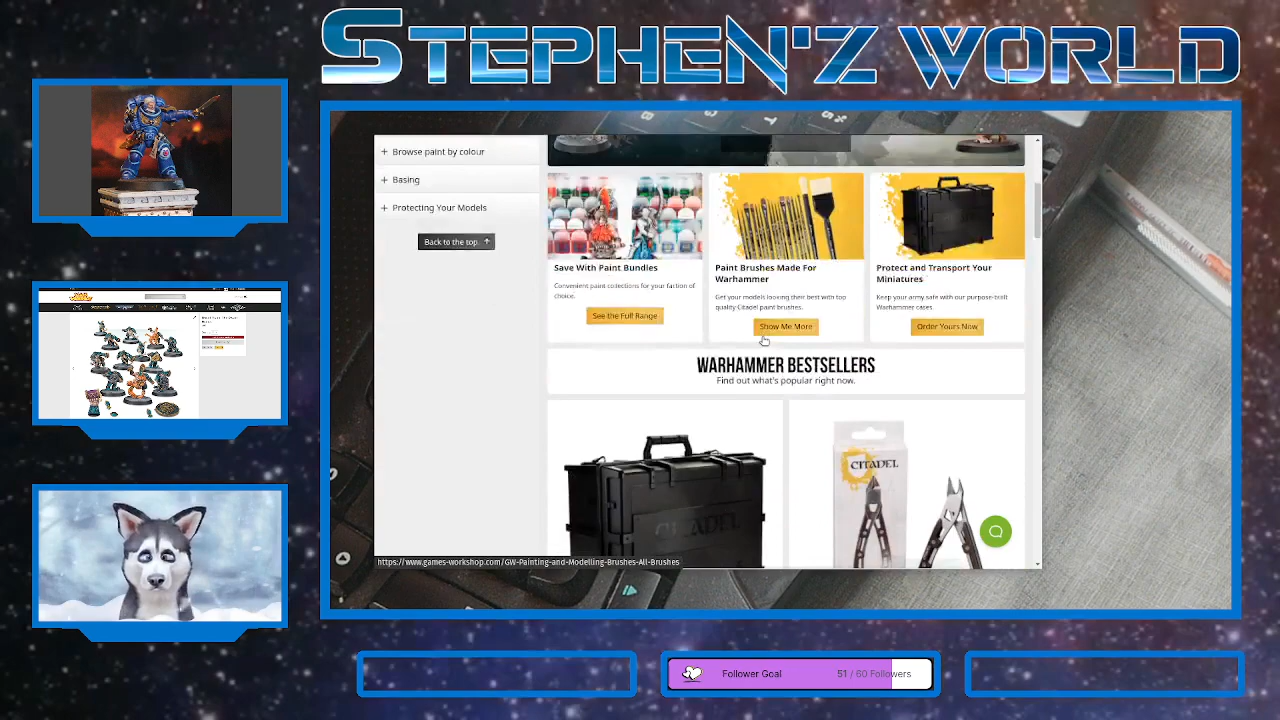 STEPHEN'Z WORLD
+ Browse paint by colour
+ Basing
+ Protecting Your Models
Back to the top
Save With Paint Bundles
Convenient paint collections for your faction of
choice.
See the Full Range
Paint Brushes Made For
Warhammer
Get your models looking their best with top
quality Citadel paint brushes.
Show Me More
Protect and Transport Your
Miniatures
Keep your army safe with our purpose-built
Warhammer cases.
Order Yours Now
WARHAMMER BESTSELLERS
Find out what's popular right now.
CITADEL
CITADEL
https://www.games-workshop.com/GW-Painting-and-Modelling-Brushes-All-Brushes
Follower Goal
51 / 60 Followers